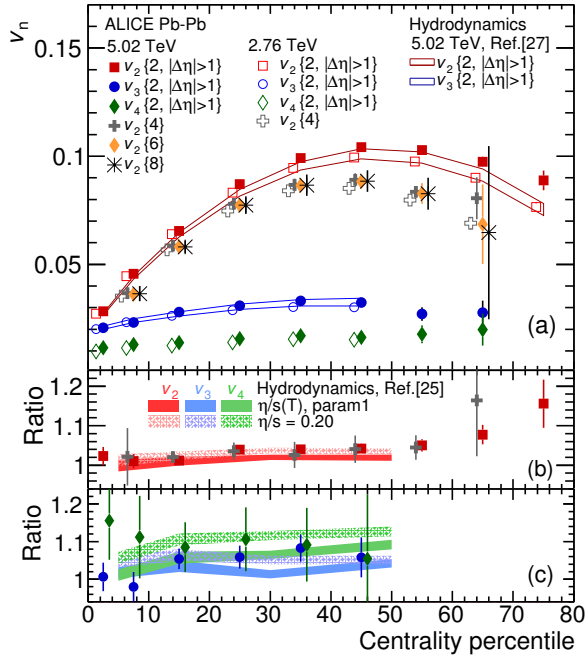 ALICE Pb-Pb
Hydrodynamics
5.02 TeV
2.76 TeV
5.02 TeV, Ref.[27]
v₂{2, |Δη|>1}
v₂{2, |Δη|>1}
v₂{2, |Δη|>1}
v₃{2, |Δη|>1}
v₃{2, |Δη|>1}
v₃{2, |Δη|>1}
v₄{2, |Δη|>1}
v₄{2, |Δη|>1}
v₂{4}
v₂{4}
v₂{6}
v₂{8}
vₙ
0.15
0.1
0.05
(a)
v₂ v₃ v₄ Hydrodynamics, Ref.[25]
η/s(T), param1
η/s = 0.20
Ratio
1.2
1.1
1
(b)
Ratio
1.2
1.1
1
(c)
0 10 20 30 40 50 60 70 80
Centrality percentile